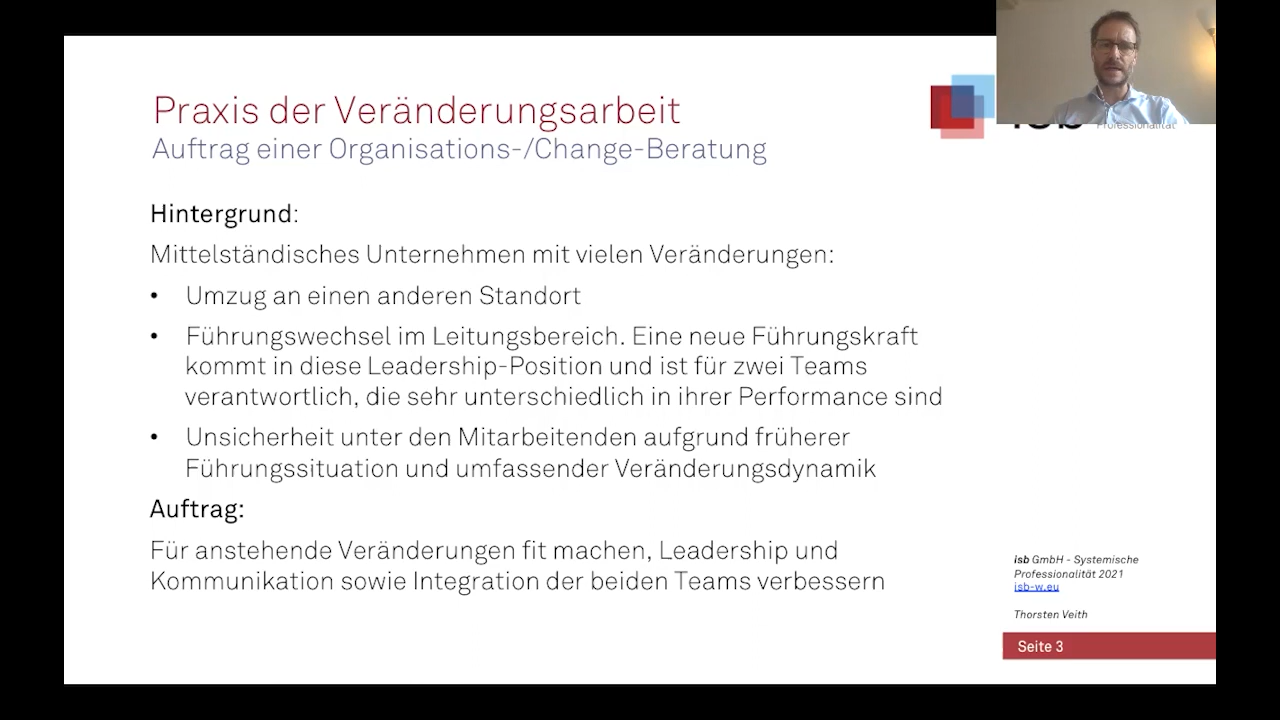 Praxis der Veränderungsarbeit
Auftrag einer Organisations-/Change-Beratung
Professionalität
Hintergrund:
Mittelständisches Unternehmen mit vielen Veränderungen:
• Umzug an einen anderen Standort
• Führungswechsel im Leitungsbereich. Eine neue Führungskraft
kommt in diese Leadership-Position und ist für zwei Teams
verantwortlich, die sehr unterschiedlich in ihrer Performance sind
• Unsicherheit unter den Mitarbeitenden aufgrund früherer
Führungssituation und umfassender Veränderungsdynamik
Auftrag:
Für anstehende Veränderungen fit machen, Leadership und
Kommunikation sowie Integration der beiden Teams verbessern
isb GmbH - Systemische
Professionalität 2021
isb-w.eu
Thorsten Veith
Seite 3